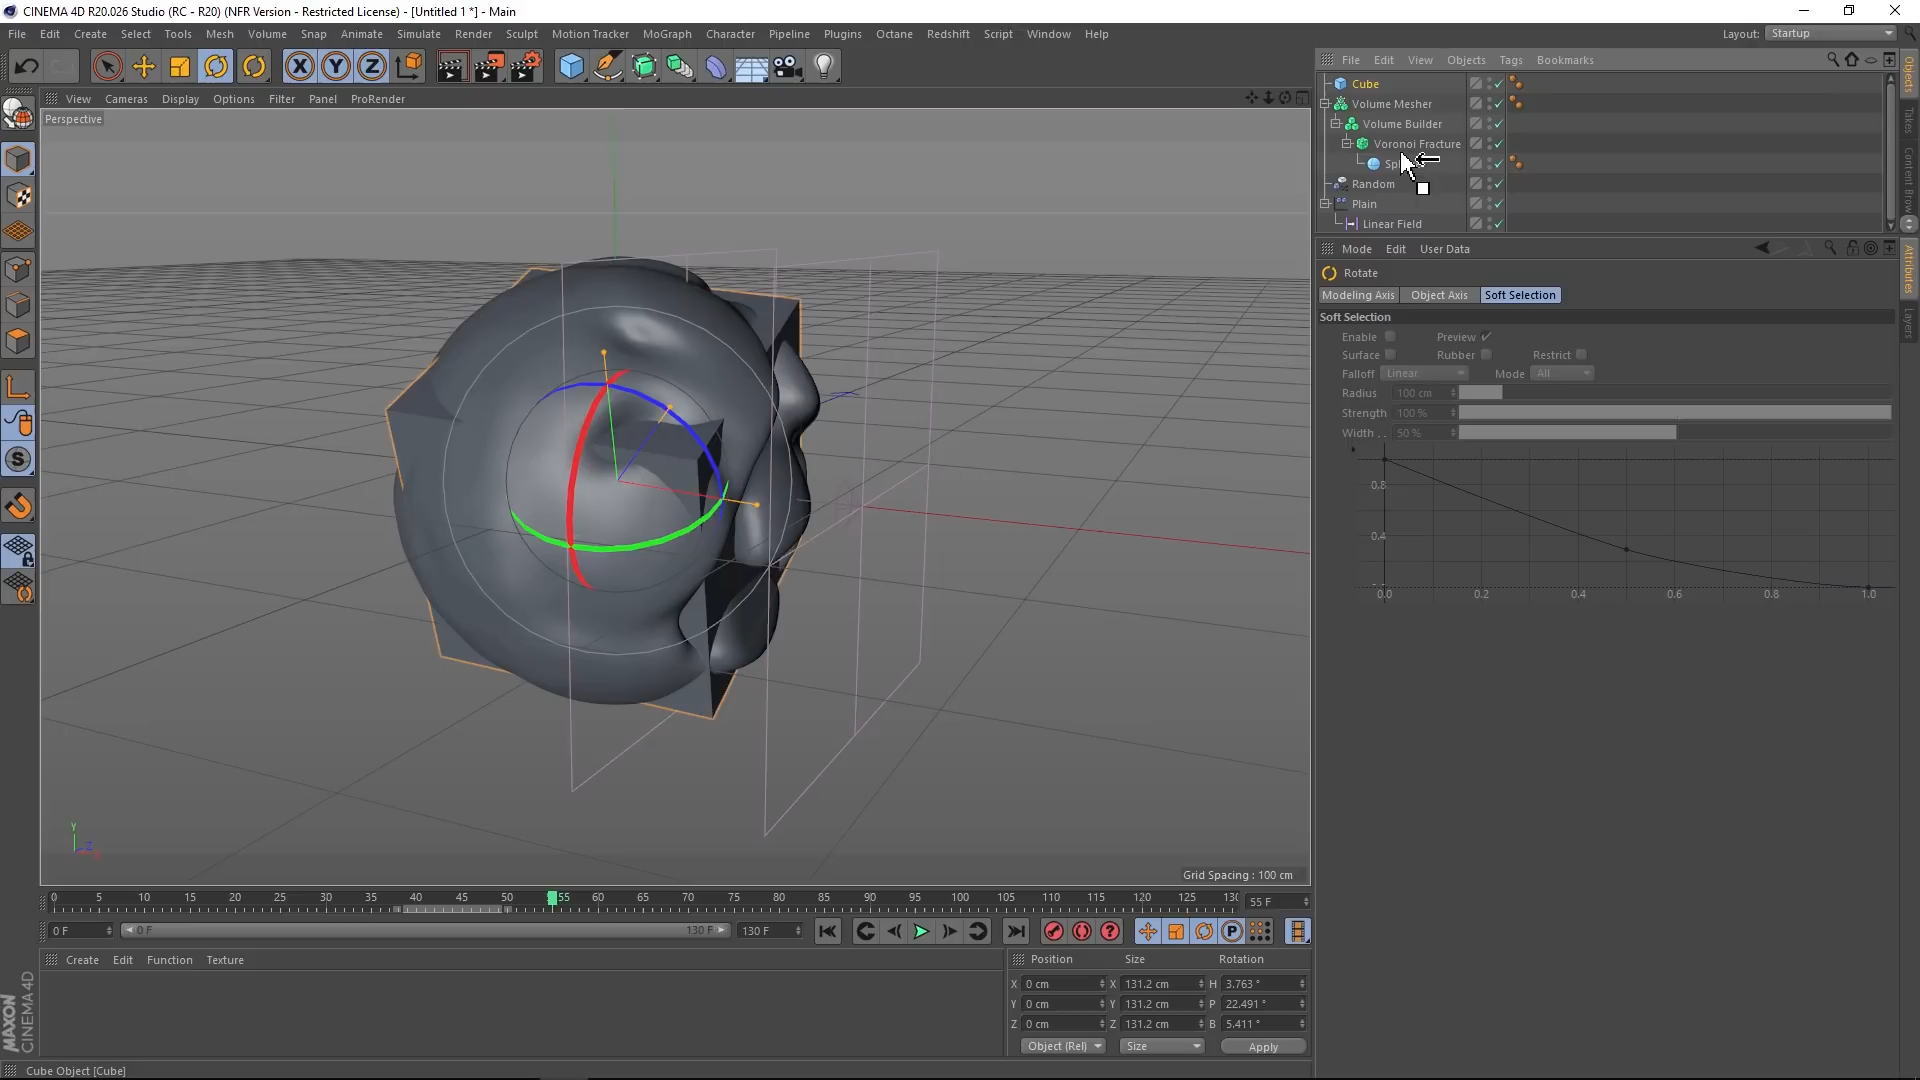 CINEMA 4D R20.026 Studio (RC - R20) (NFR Version - Restricted License) - [Untitled 1 *] - Main
File Edit Create Select Tools Mesh Volume Snap Animate Simulate Render Sculpt Motion Tracker MoGraph Character Pipeline Plugins Octane Redshift Script Window Help
Layout: Startup
X Y Z
File Edit View Objects Tags Bookmarks
View Cameras Display Options Filter Panel ProRender
Perspective
Cube
Volume Mesher
Volume Builder
Voronoi Fracture
Random
Plain
Linear Field
Objects
Takes
Content Brow
Attributes
Layers
Mode Edit User Data
Rotate
Modeling Axis Object Axis Soft Selection
Soft Selection
Enable Preview
Surface Rubber Restrict
Falloff Linear Mode All
Radius 100 cm
Strength 100 %
Width . . 50 %
0.8
0.4
0.0 0.2 0.4 0.6 0.8 1.0
S
Y
Z
Grid Spacing : 100 cm
0 5 10 15 20 25 30 35 40 45 50 55 60 65 70 75 80 85 90 95 100 105 110 115 120 125 130
55 F
0 F 0 F 130 F 130 F
P
Create Edit Function Texture
Position Size Rotation
X 0 cm X 131.2 cm H 3.763 °
Y 0 cm Y 131.2 cm P 22.491 °
Z 0 cm Z 131.2 cm B 5.411 °
Object (Rel) Size Apply
MAXON
CINEMA 4D
Cube Object [Cube]